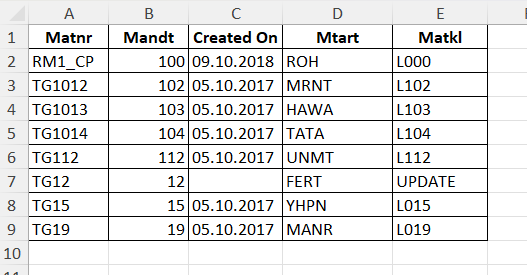 A B C D E
1 Matnr Mandt Created On Mtart Matkl
2 RM1_CP 100 09.10.2018 ROH L000
3 TG1012 102 05.10.2017 MRNT L102
4 TG1013 103 05.10.2017 HAWA L103
5 TG1014 104 05.10.2017 TATA L104
6 TG112 112 05.10.2017 UNMT L112
7 TG12 12 FERT UPDATE
8 TG15 15 05.10.2017 YHPN L015
9 TG19 19 05.10.2017 MANR L019
10